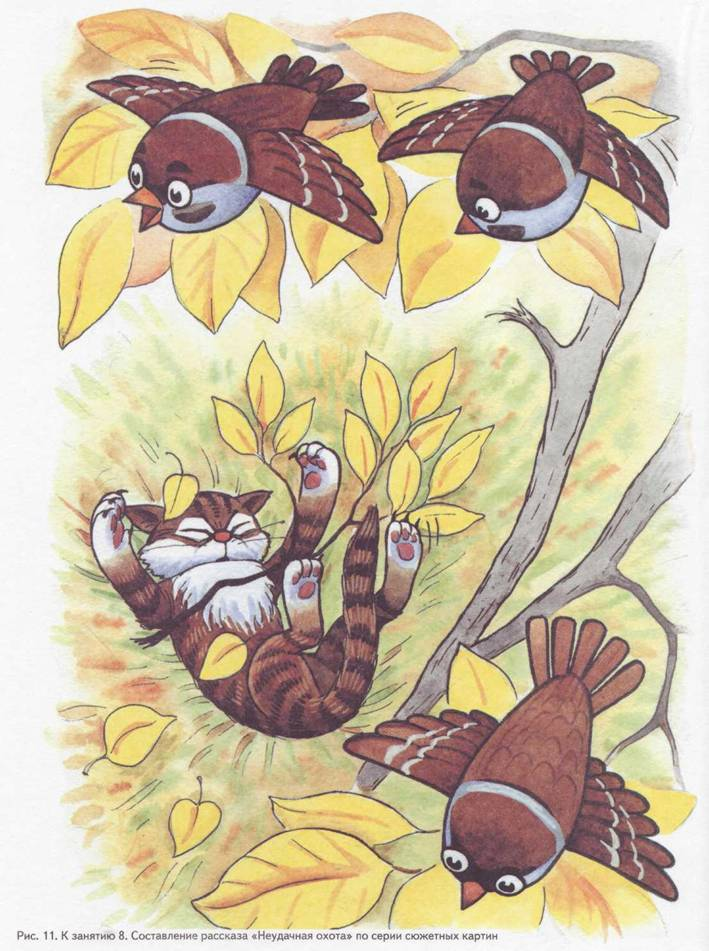 Рис. 11. К занятию 8. Составление рассказа «Неудачная охота» по серии сюжетных картин